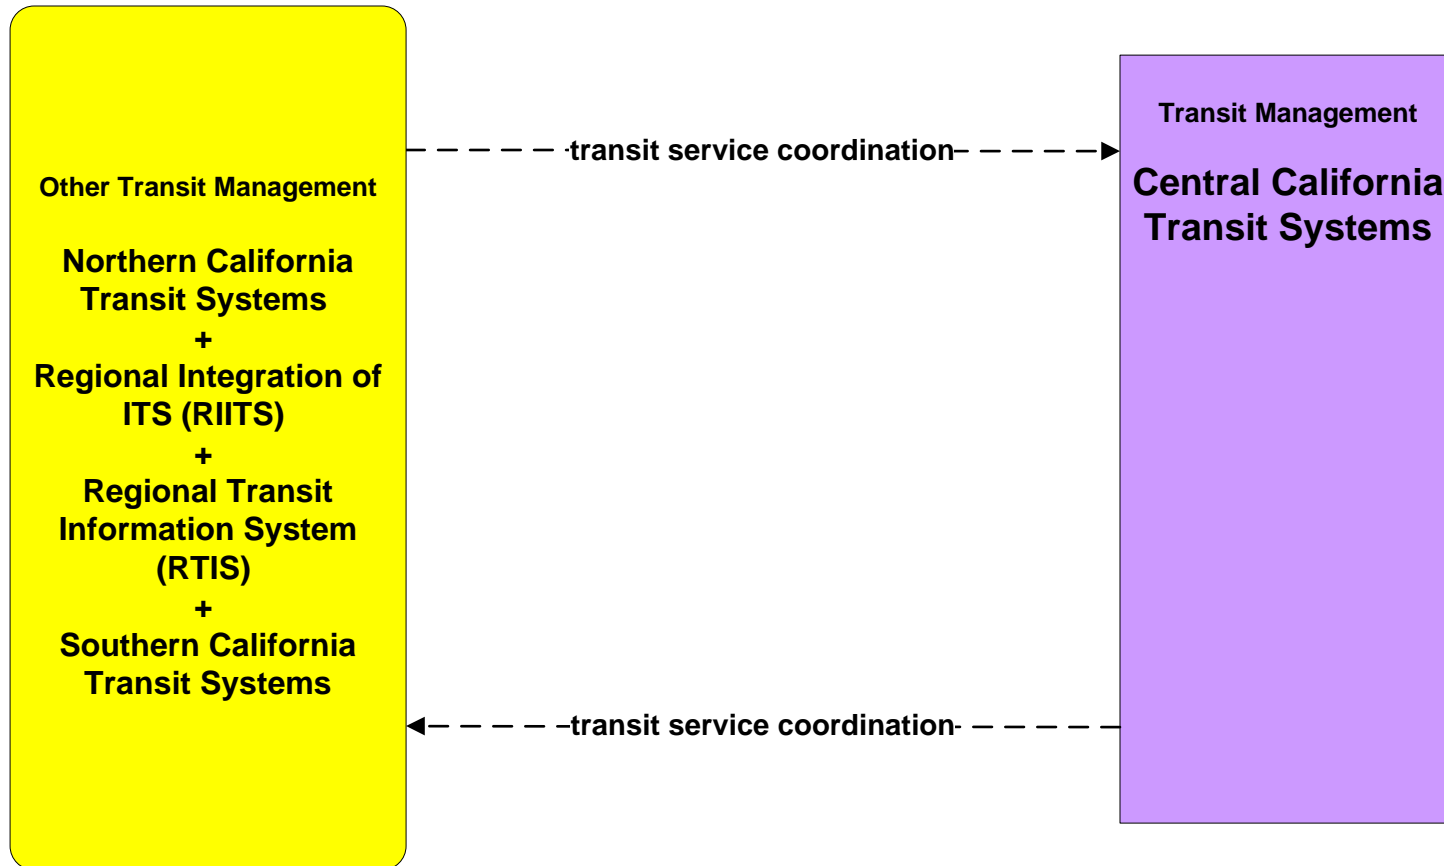 Other Transit Management
Northern California
Transit Systems
+
Regional Integration of
ITS (RIITS)
+
Regional Transit
Information System
(RTIS)
+
Southern California
Transit Systems
transit service coordination
transit service coordination
Transit Management
Central California
Transit Systems